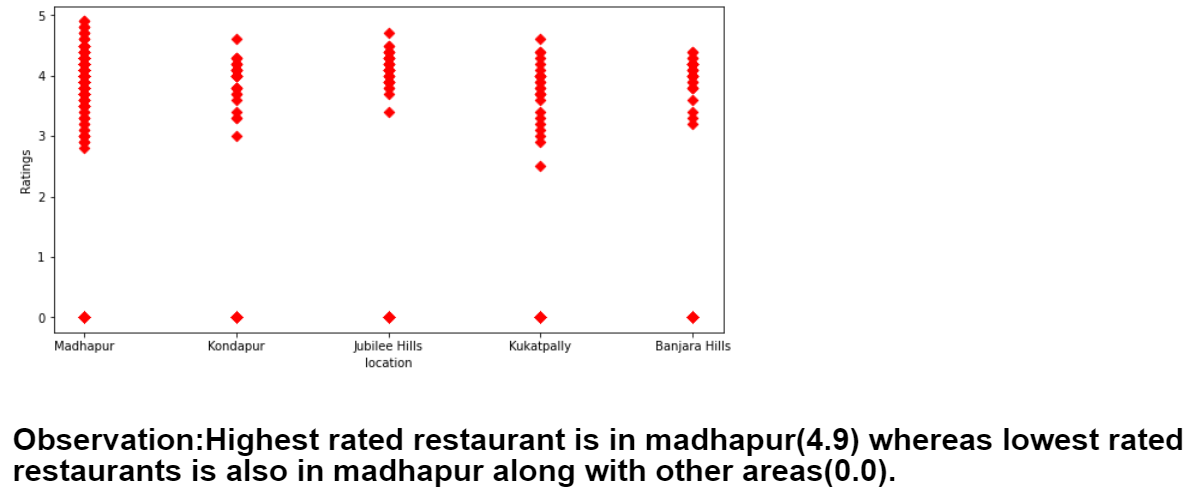 5
4
3
2
1
0
Ratings
Madhapur Kondapur Jubilee Hills Kukatpally Banjara Hills
location
Observation:Highest rated restaurant is in madhapur(4.9) whereas lowest rated
restaurants is also in madhapur along with other areas(0.0).